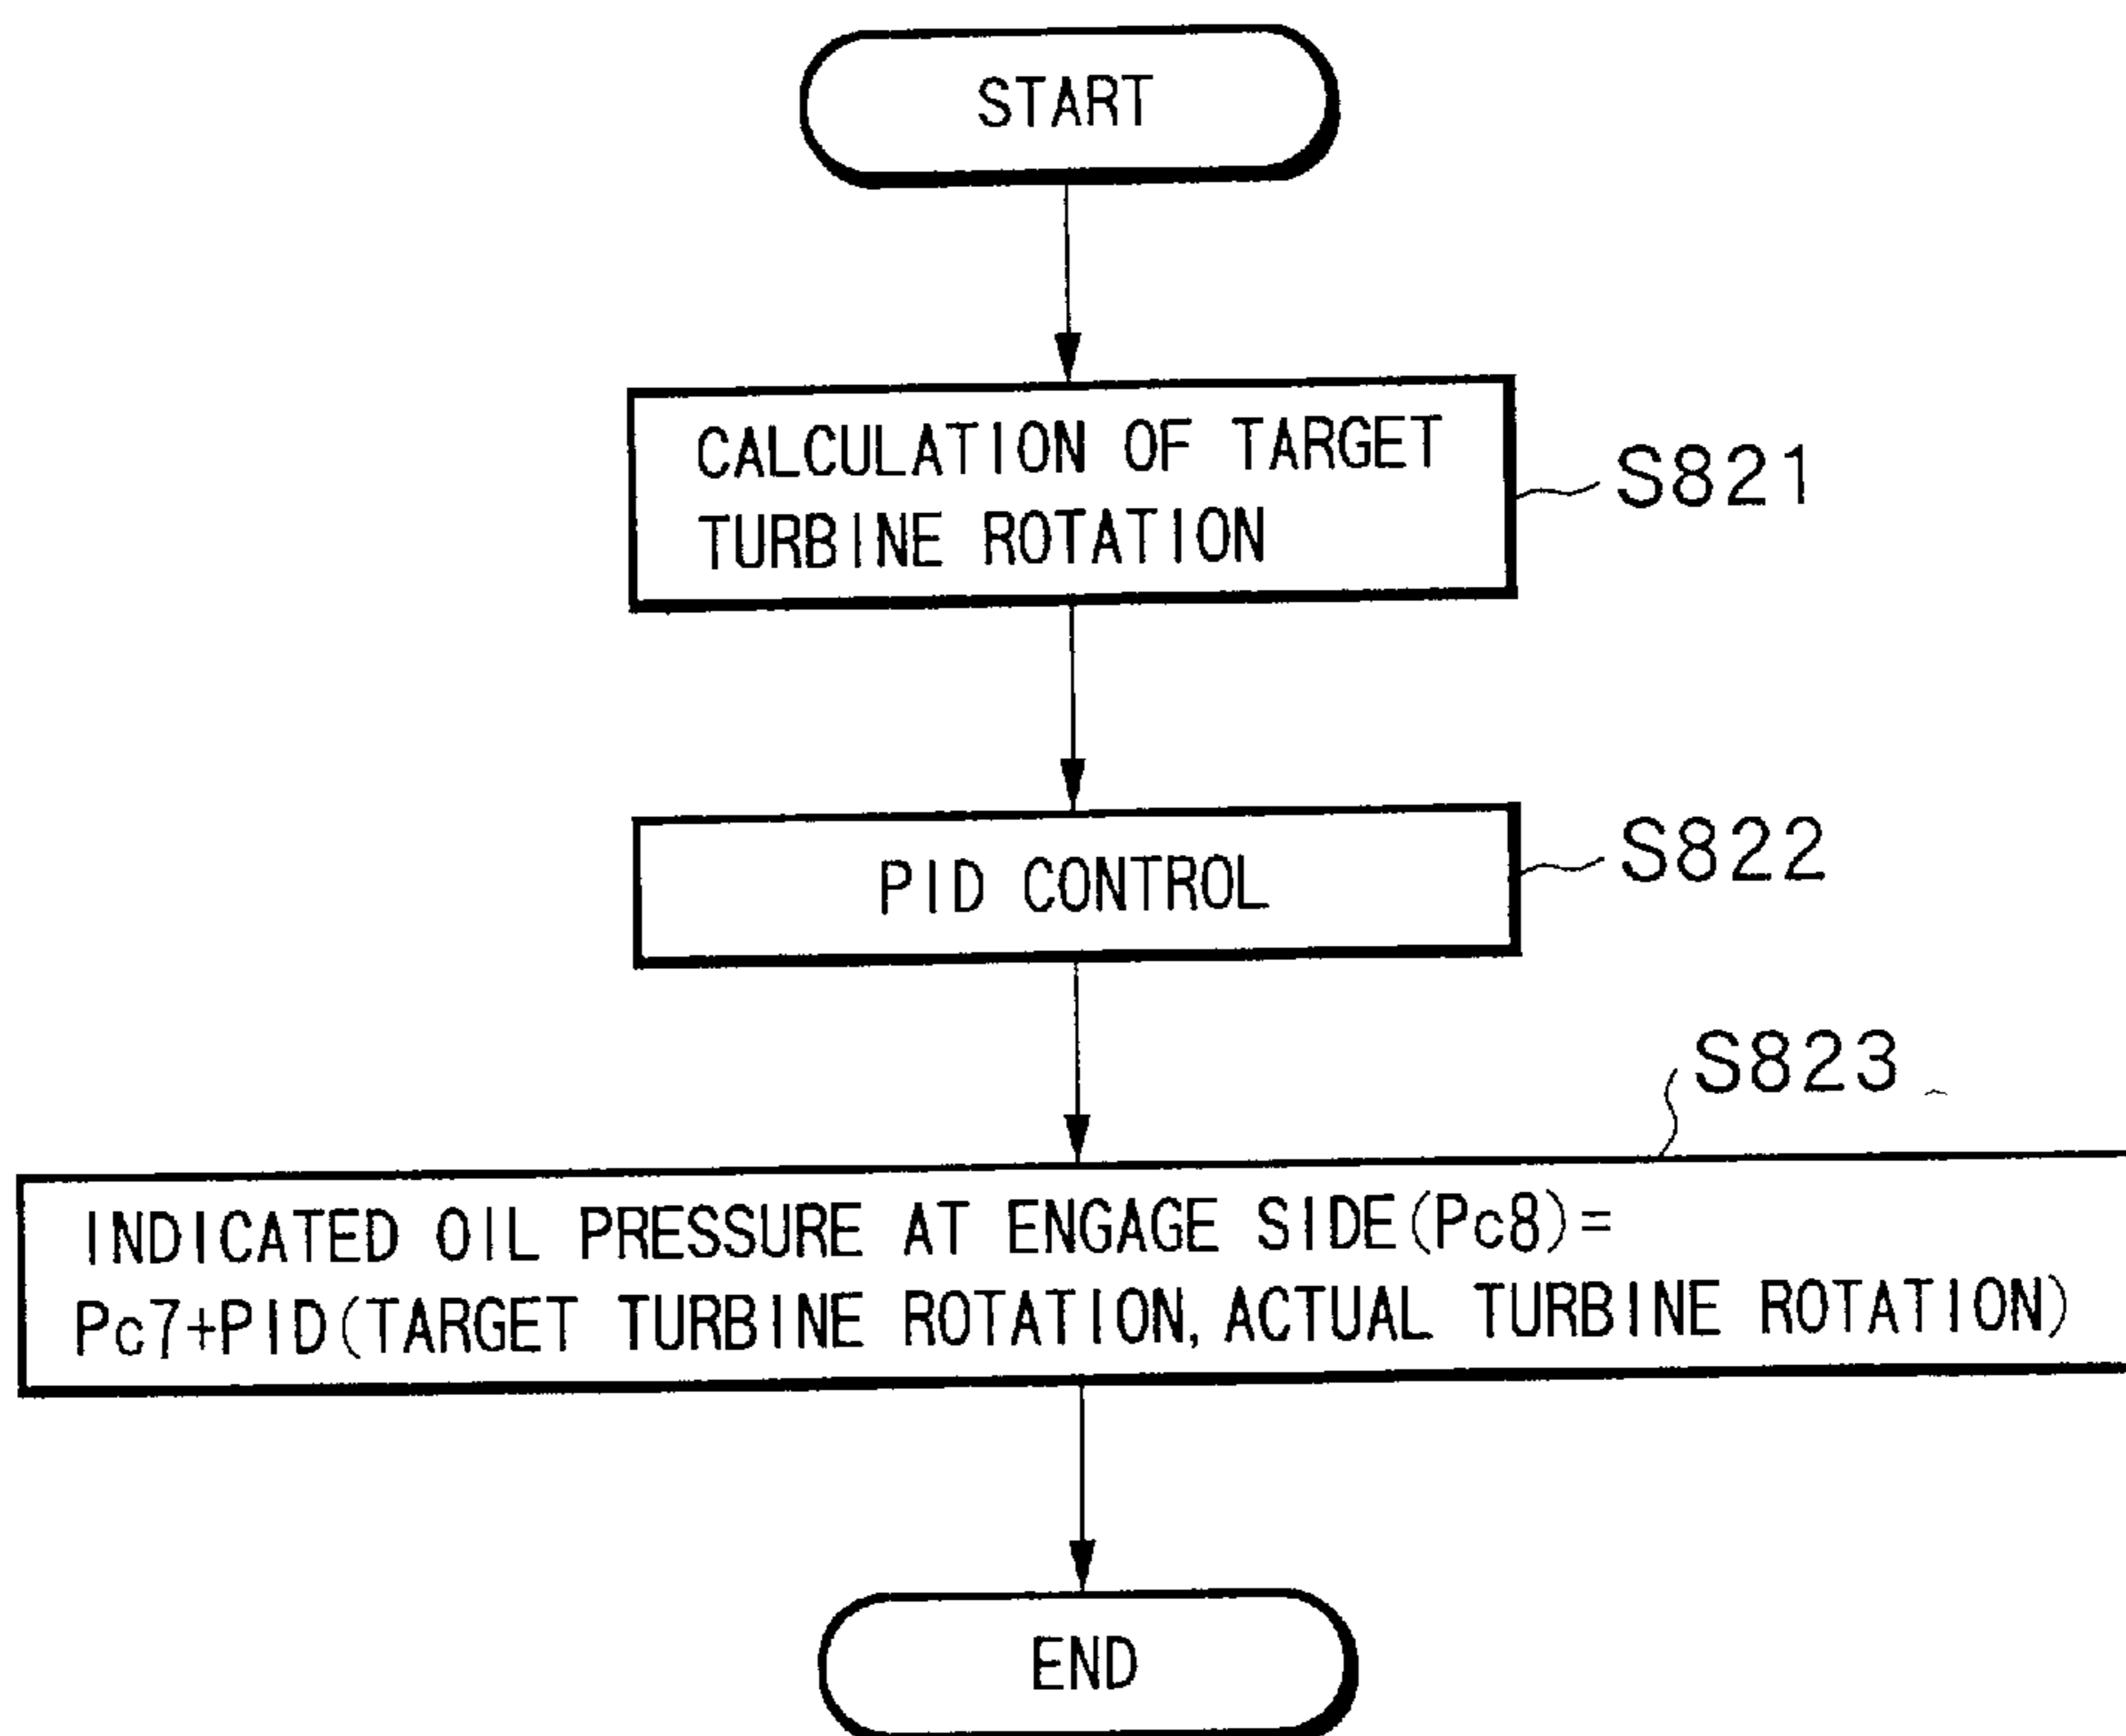 START
CALCULATION OF TARGET
TURBINE ROTATION
S821
PID CONTROL
S822
S823
INDICATED OIL PRESSURE AT ENGAGE SIDE(Pc8)=
Pc7+PID(TARGET TURBINE ROTATION, ACTUAL TURBINE ROTATION)
END